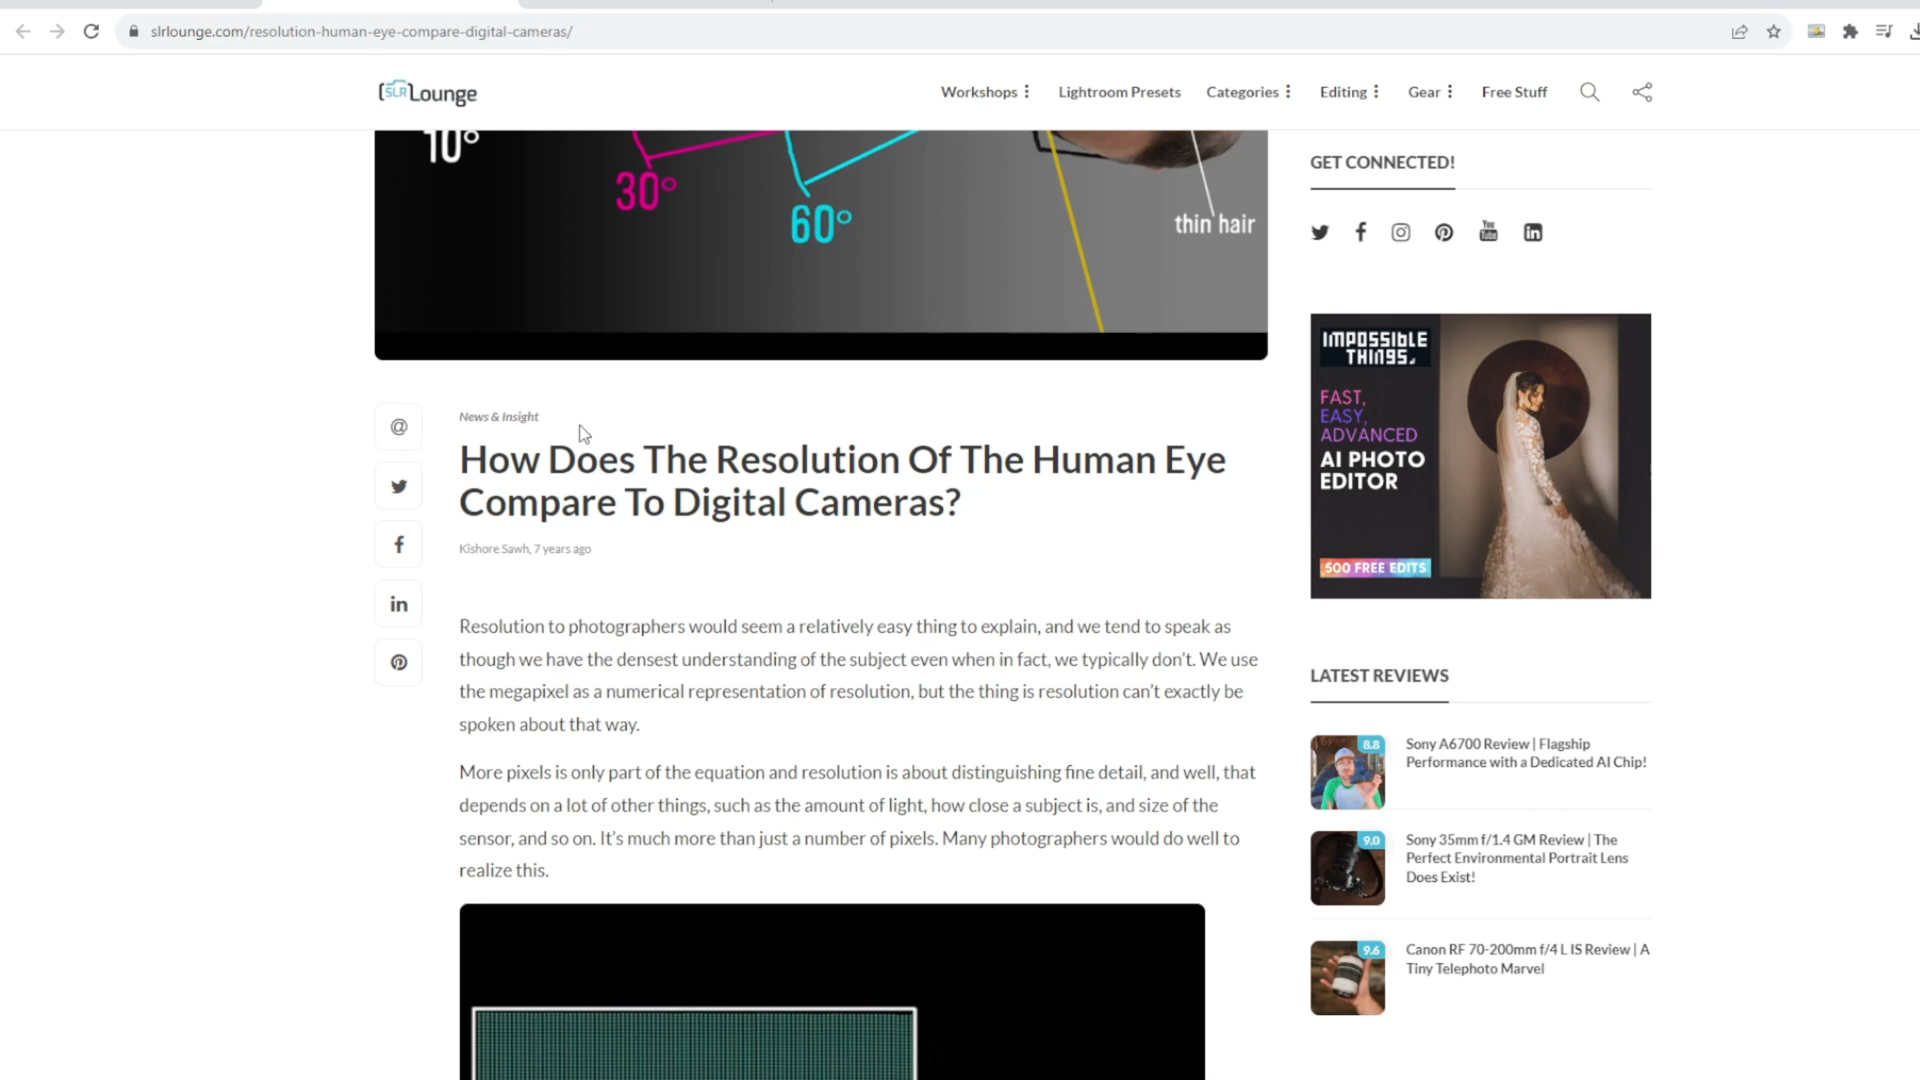 slrlounge.com/resolution-human-eye-compare-digital-cameras/
SLR Lounge
Workshops
Lightroom Presets
Categories
Editing
Gear
Free Stuff
10°
30°
60°
thin hair
GET CONNECTED!
You Tube
IMPOSSIBLE
THINGS.
FAST,
EASY,
ADVANCED
AI PHOTO
EDITOR
500 FREE EDITS
News & Insight
How Does The Resolution Of The Human Eye
Compare To Digital Cameras?
Kishore Sawh, 7 years ago
Resolution to photographers would seem a relatively easy thing to explain, and we tend to speak as
though we have the densest understanding of the subject even when in fact, we typically don’t. We use
the megapixel as a numerical representation of resolution, but the thing is resolution can’t exactly be
spoken about that way.
More pixels is only part of the equation and resolution is about distinguishing fine detail, and well, that
depends on a lot of other things, such as the amount of light, how close a subject is, and size of the
sensor, and so on. It’s much more than just a number of pixels. Many photographers would do well to
realize this.
LATEST REVIEWS
8.8
Sony A6700 Review | Flagship
Performance with a Dedicated AI Chip!
9.0
Sony 35mm f/1.4 GM Review | The
Perfect Environmental Portrait Lens
Does Exist!
9.6
Canon RF 70-200mm f/4 L IS Review | A
Tiny Telephoto Marvel